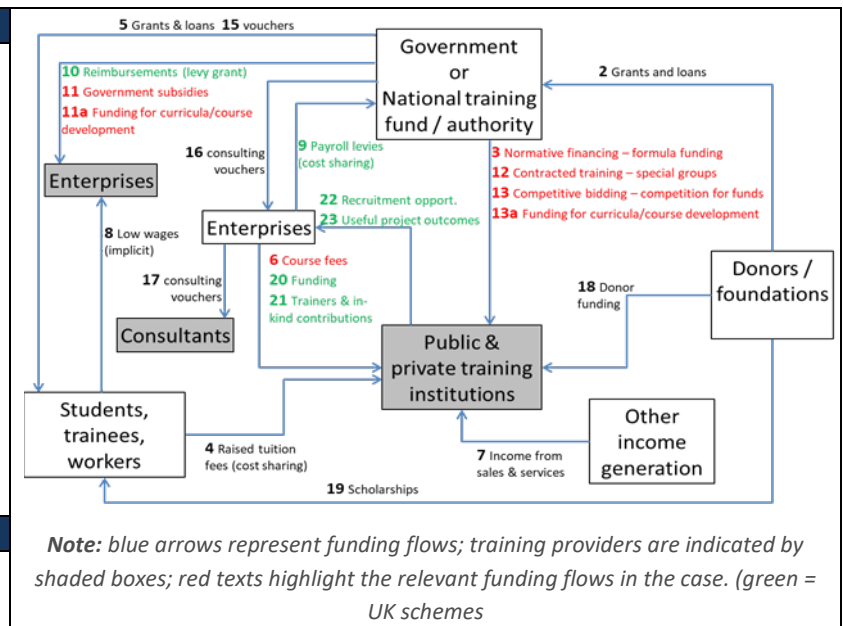 5 Grants & loans 15 vouchers
Government
or
National training
fund / authority
2 Grants and loans
10 Reimbursements (levy grant)
11 Government subsidies
11a Funding for curricula/course
development
Enterprises
16 consulting
vouchers
9 Payroll levies
(cost sharing)
3 Normative financing – formula funding
12 Contracted training – special groups
13 Competitive bidding – competition for funds
13a Funding for curricula/course development
22 Recruitment opport.
23 Useful project outcomes
Enterprises
8 Low wages
(implicit)
6 Course fees
20 Funding
21 Trainers & in-
kind contributions
17 consulting
vouchers
Consultants
18 Donor
funding
Donors /
foundations
Public &
private training
institutions
Students,
trainees,
workers
4 Raised tuition
fees (cost sharing)
7 Income from
sales & services
Other
income
generation
19 Scholarships
Note: blue arrows represent funding flows; training providers are indicated by
shaded boxes; red texts highlight the relevant funding flows in the case. (green =
UK schemes